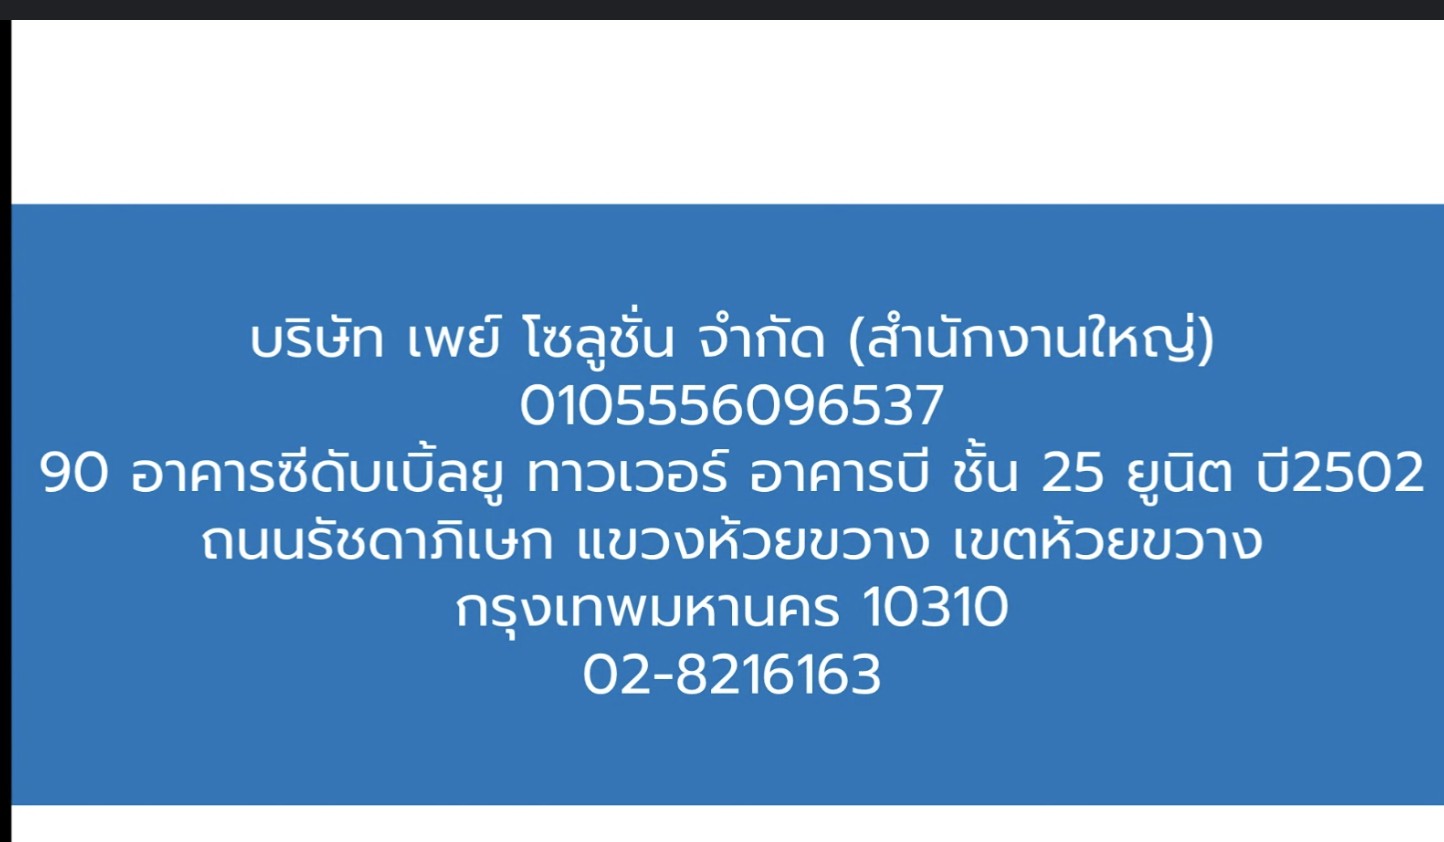 บริษัท เพย์ โซลูชั่น จำกัด (สำนักงานใหญ่)
0105556096537
90 อาคารซีดับเบิ้ลยู ทาวเวอร์ อาคารบี ชั้น 25 ยูนิต บี2502
ถนนรัชดาภิเษก แขวงห้วยขวาง เขตห้วยขวาง
กรุงเทพมหานคร 10310
02-8216163